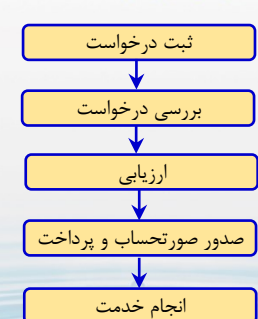 ثبت درخواست
بررسی درخواست
ارزیابی
صدور صورتحساب و پرداخت
انجام خدمت